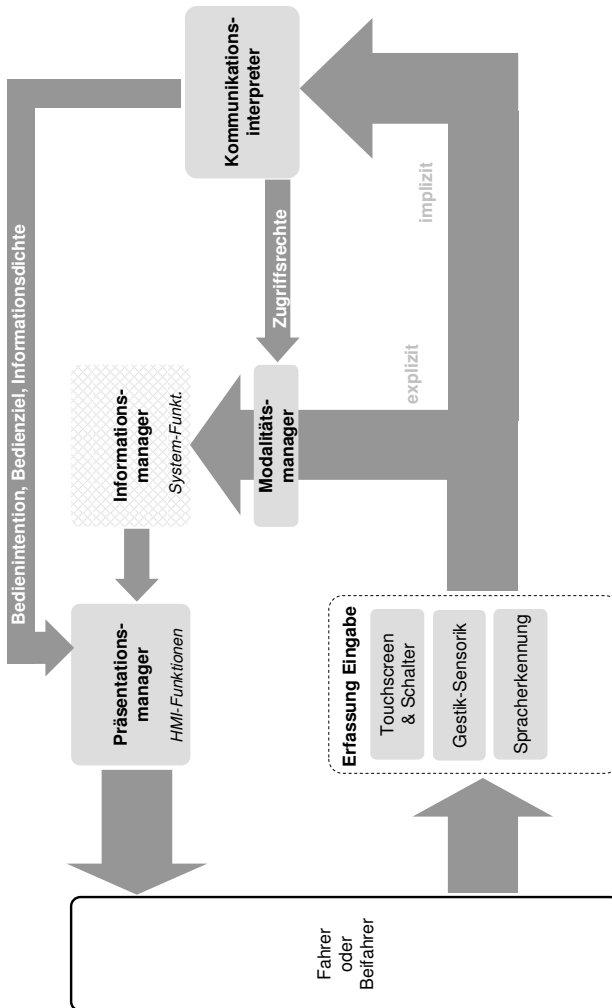 Bedienintention, Bedienziel, Informationsdichte
Präsentations-
manager
HMI-Funktionen
Informations-
manager
System-Funkt.
Kommunikations-
interpreter
Zugriffsrechte
Modalitäts-
manager
explizit
implizit
Fahrer
oder
Beifahrer
Erfassung Eingabe
Touchscreen
& Schalter
Gestik-Sensorik
Spracherkennung